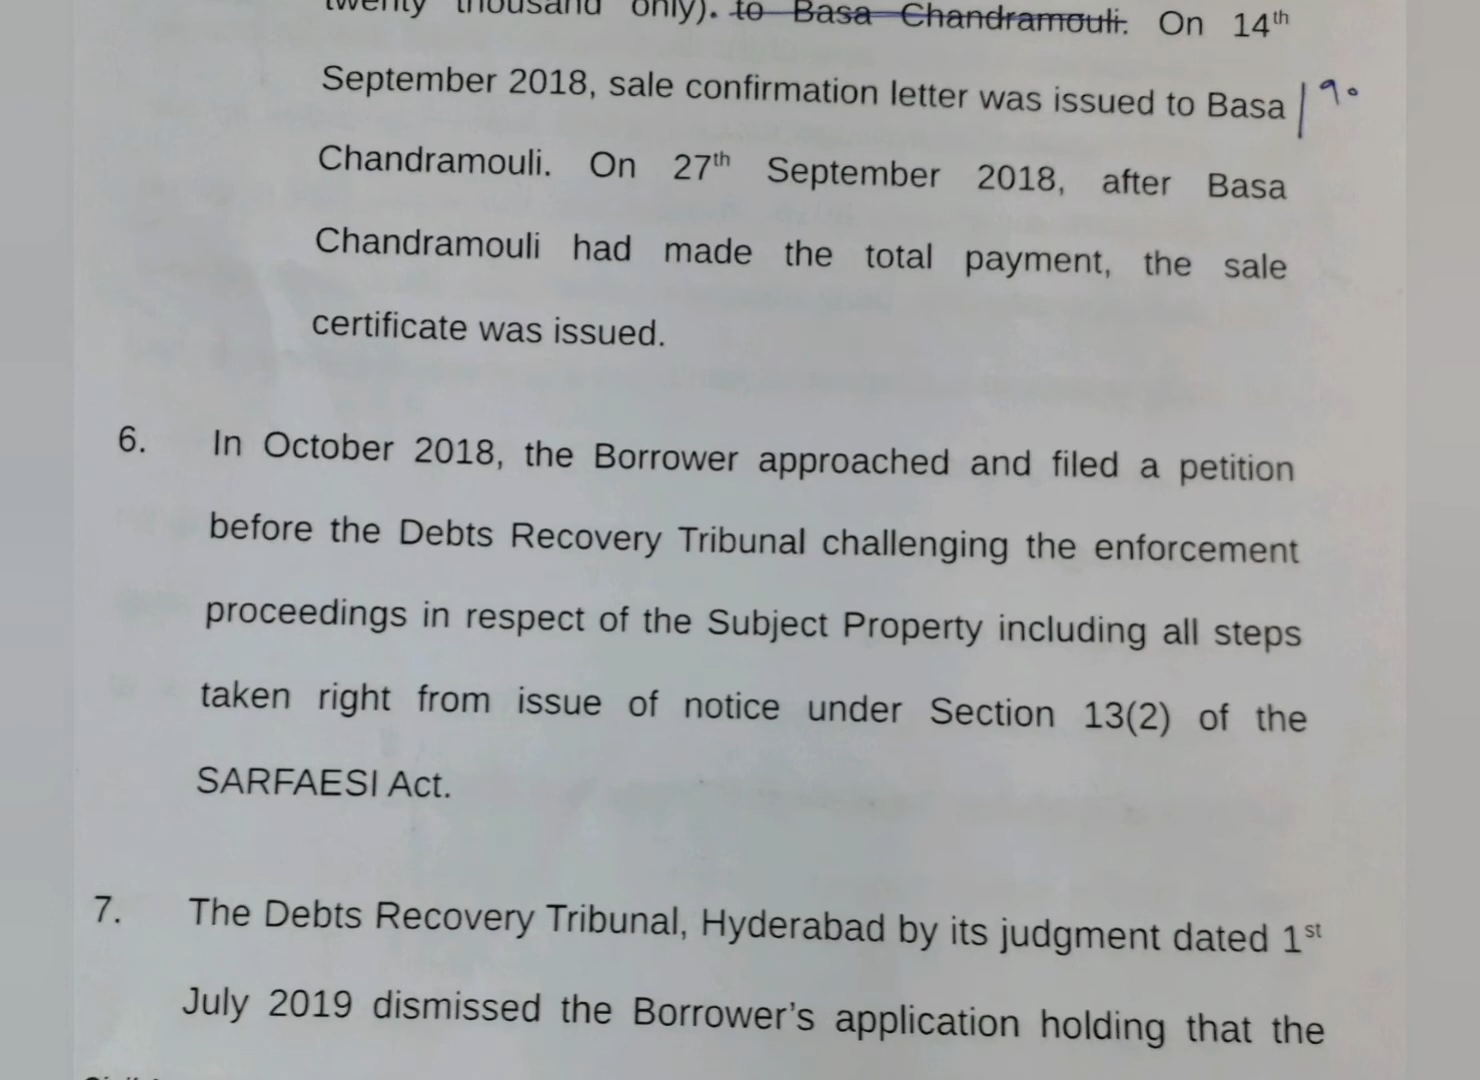 twenty thousand only). to Basa Chandramouli. On 14th
September 2018, sale confirmation letter was issued to Basa
Chandramouli. On 27th September 2018, after Basa
Chandramouli had made the total payment, the sale
certificate was issued.
6. In October 2018, the Borrower approached and filed a petition
before the Debts Recovery Tribunal challenging the enforcement
proceedings in respect of the Subject Property including all steps
taken right from issue of notice under Section 13(2) of the
SARFAESI Act.
7. The Debts Recovery Tribunal, Hyderabad by its judgment dated 1st
July 2019 dismissed the Borrower’s application holding that the